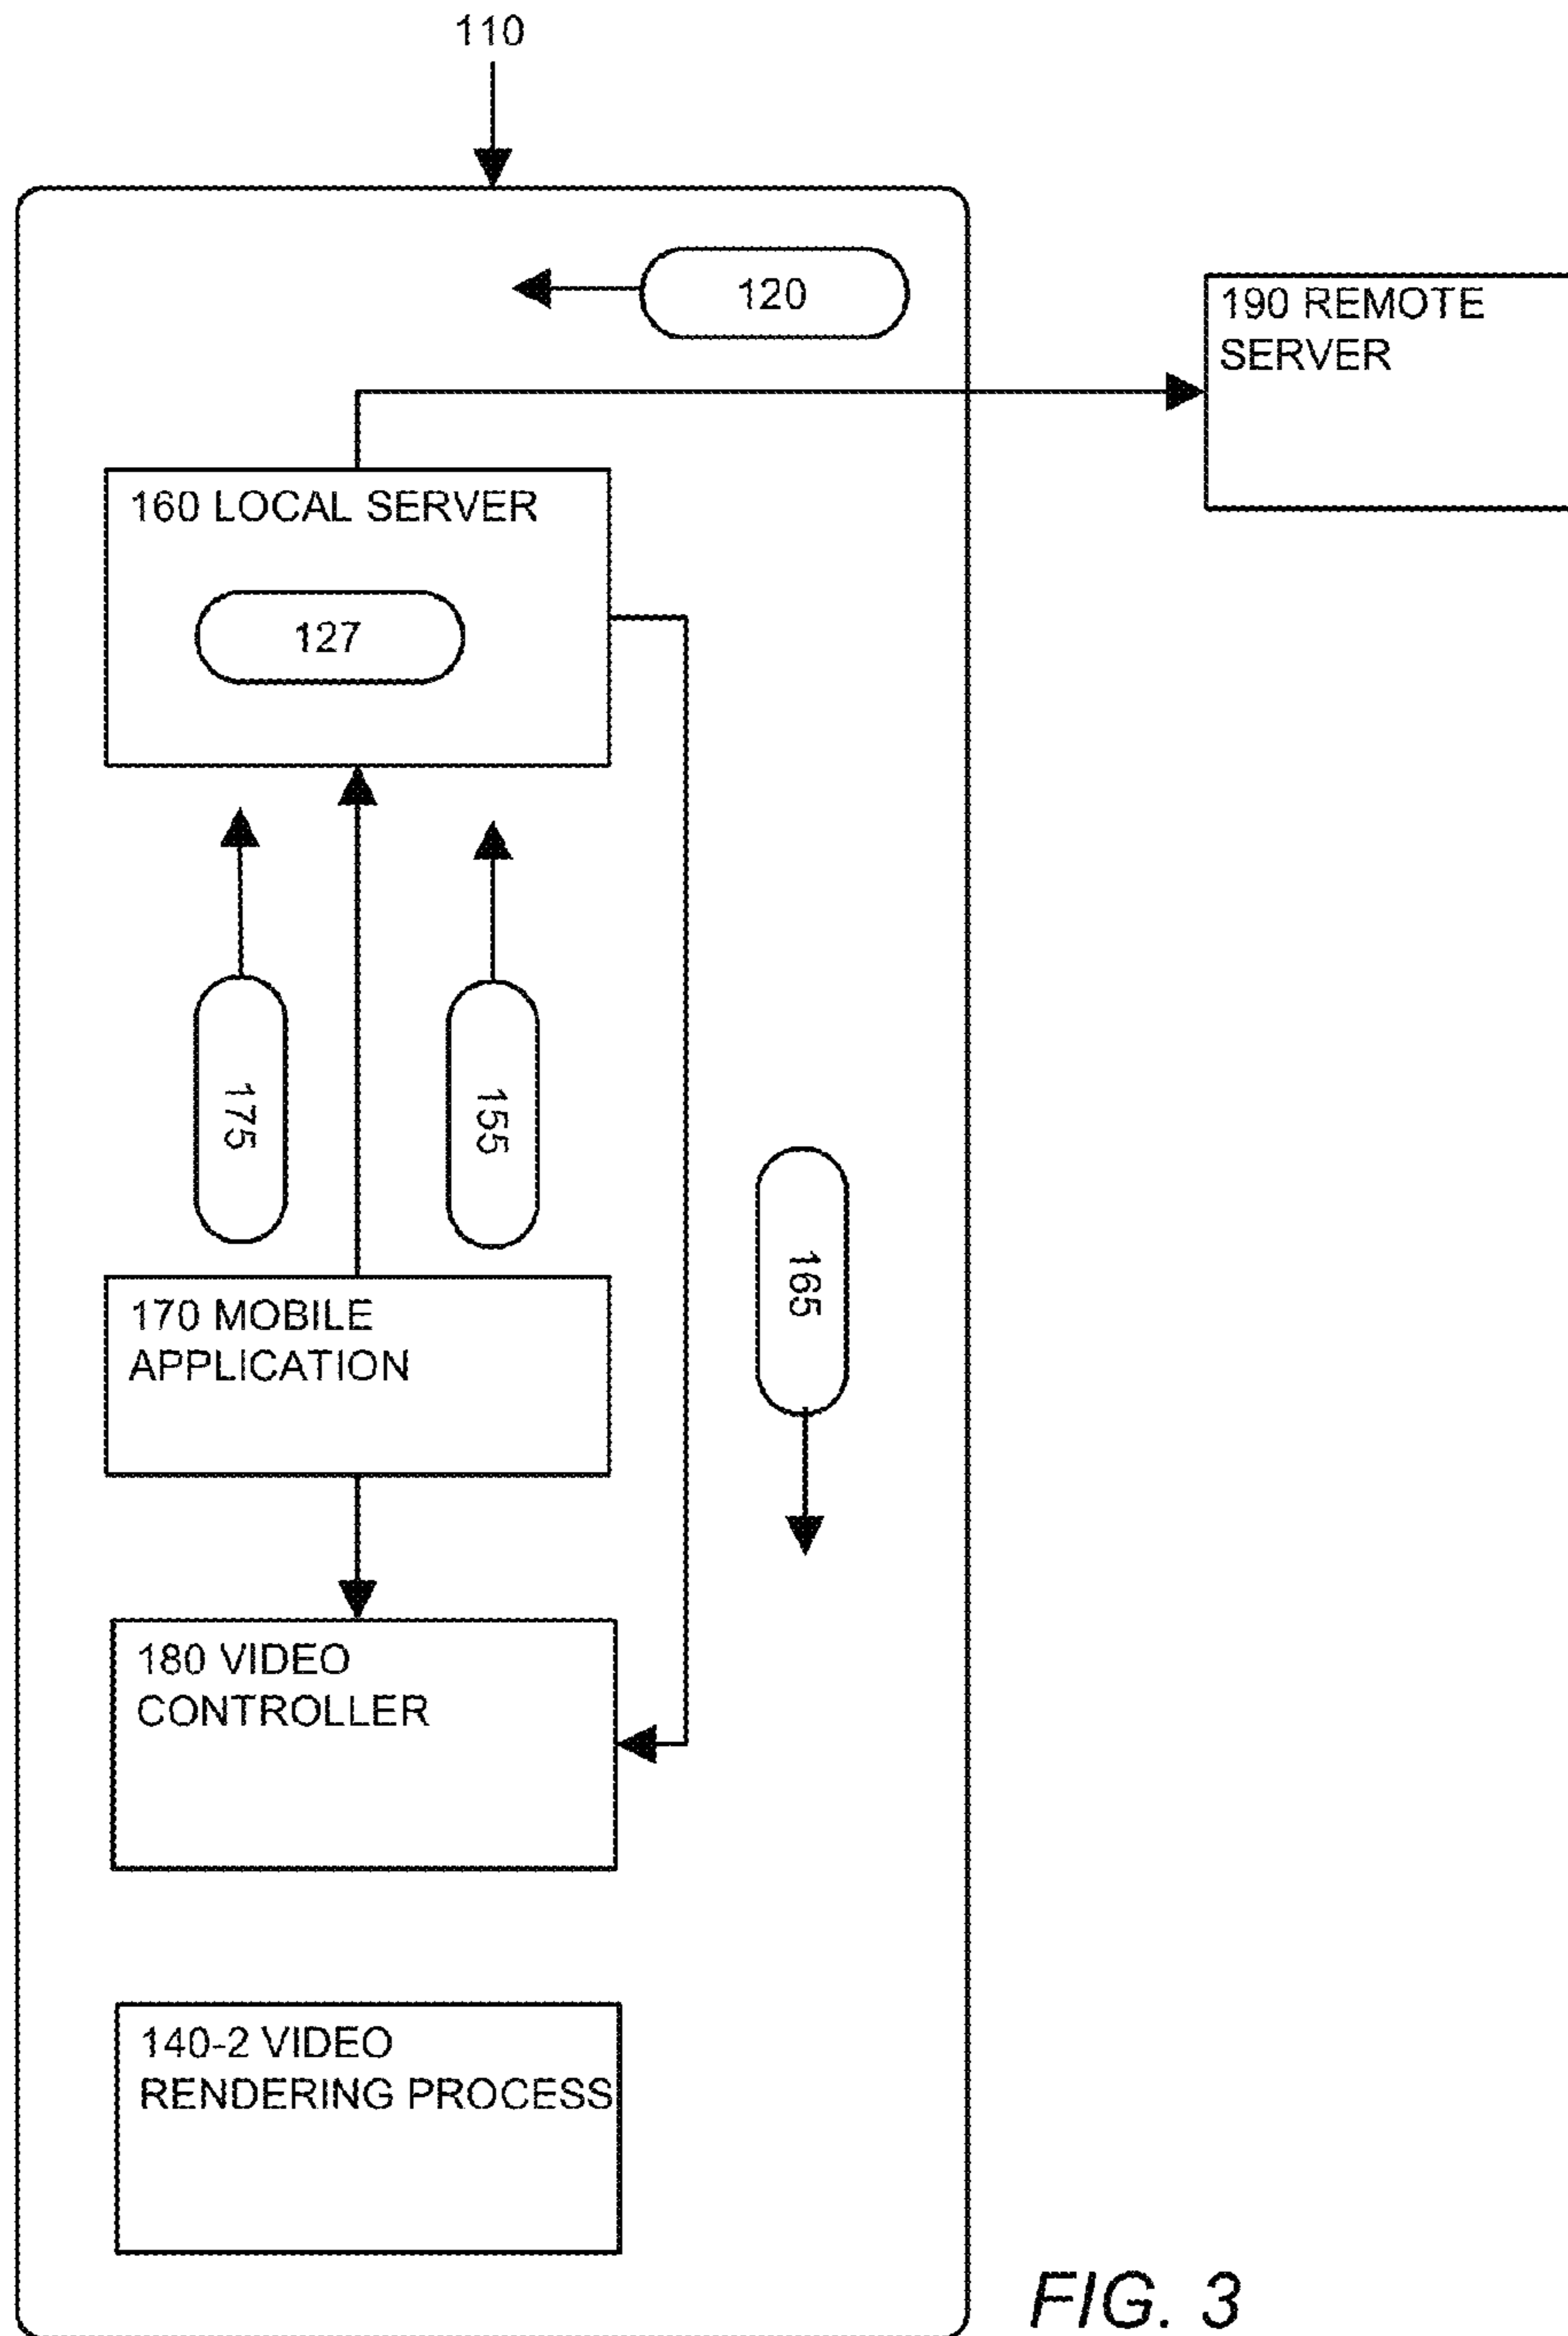 110
120
190 REMOTE
SERVER
160 LOCAL SERVER
127
175
155
165
170 MOBILE
APPLICATION
180 VIDEO
CONTROLLER
140-2 VIDEO
RENDERING PROCESS
FIG. 3